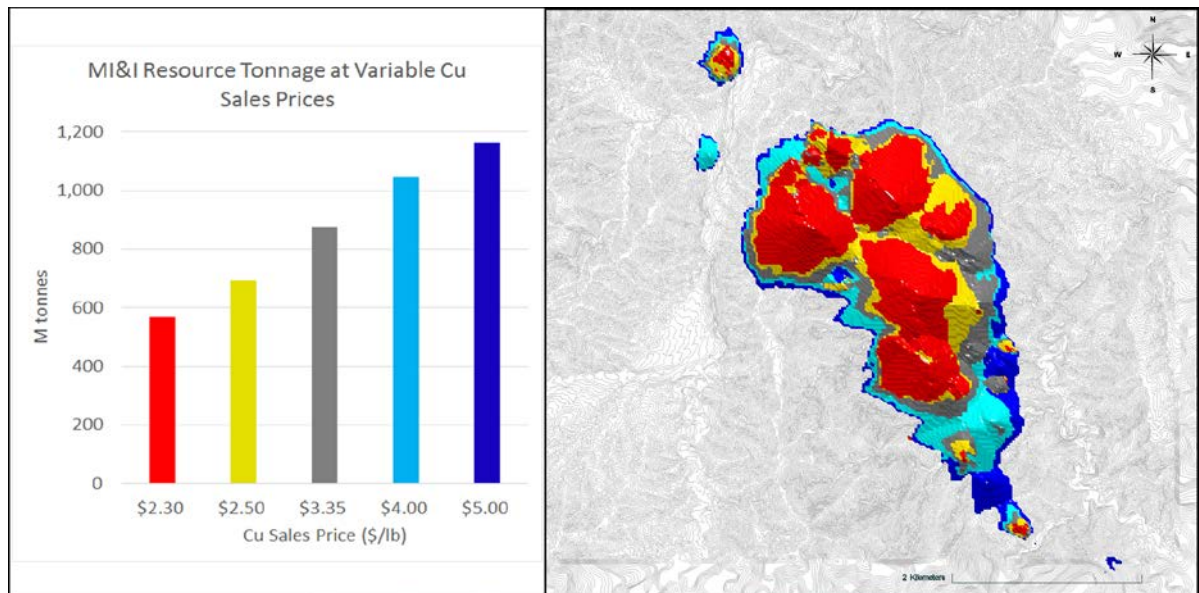 MI&I Resource Tonnage at Variable Cu
Sales Prices
1,200
1,000
800
600
400
200
0
M tonnes
$2.30 $2.50 $3.35 $4.00 $5.00
Cu Sales Price ($/lb)
N
W E
S
2 Kilometers